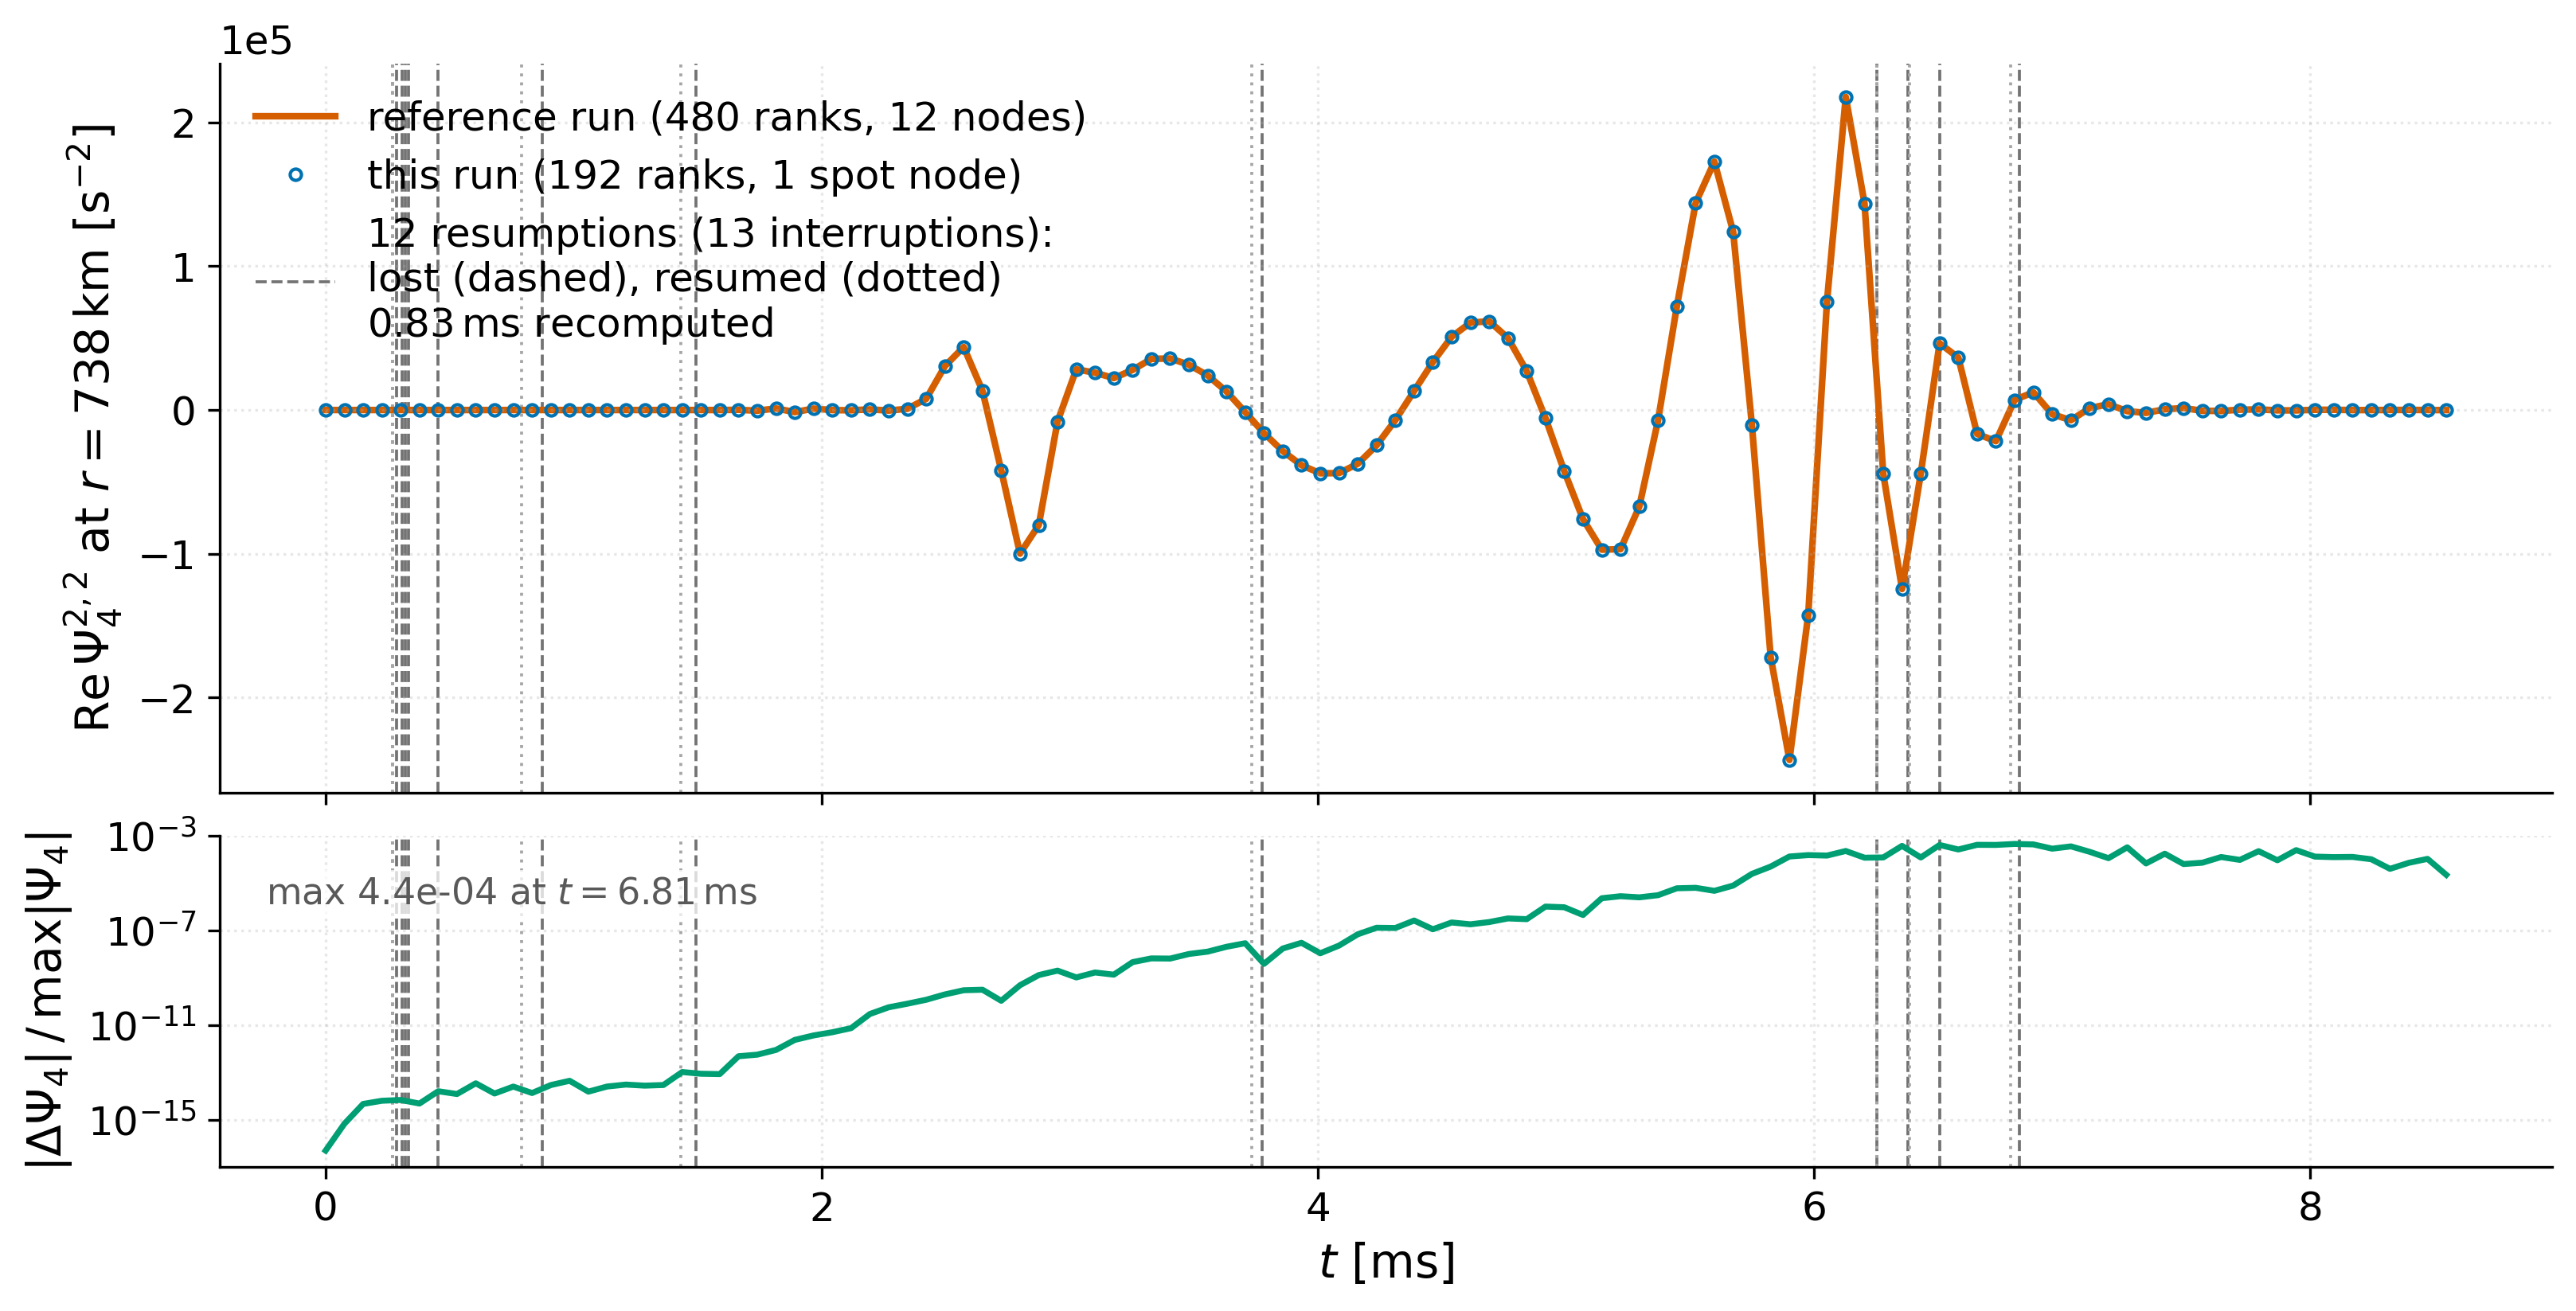 1e5
Re Ψ₄²,² at r = 738 km [s⁻²]
2
1
0
−1
−2
reference run (480 ranks, 12 nodes)
this run (192 ranks, 1 spot node)
12 resumptions (13 interruptions):
lost (dashed), resumed (dotted)
0.83 ms recomputed
|ΔΨ₄| / max|Ψ₄|
10⁻³
10⁻⁷
10⁻¹¹
10⁻¹⁵
max 4.4e-04 at t = 6.81 ms
0 2 4 6 8
t [ms]